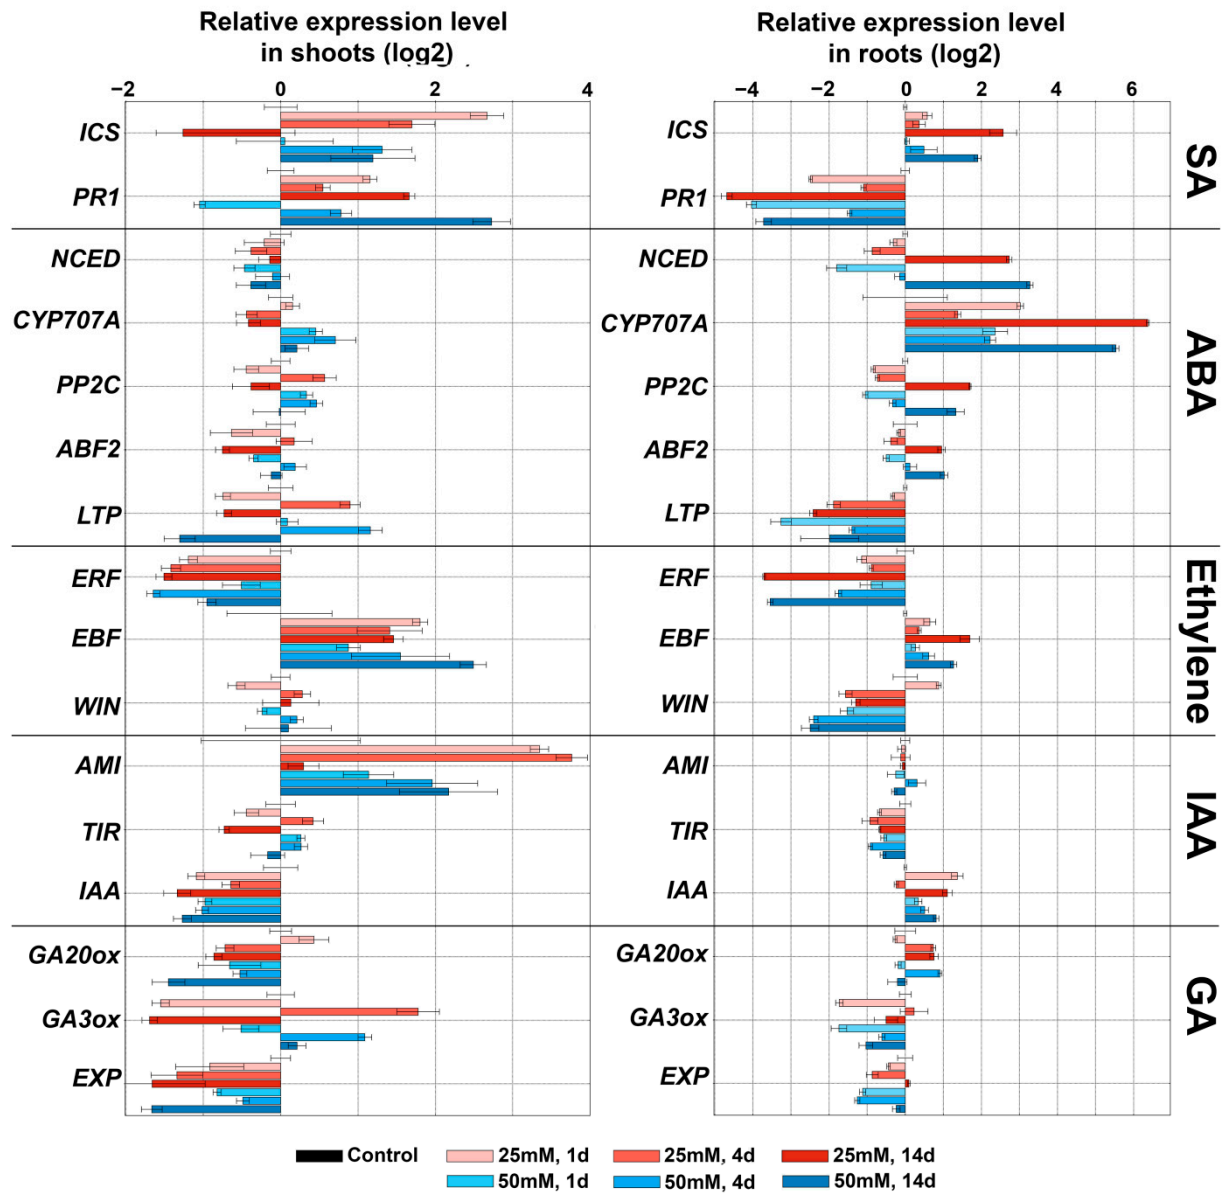 Relative expression level
in shoots (log2)
Relative expression level
in roots (log2)
−2 0 2 4
−4 −2 0 2 4 6
ICS ICS
PR1 PR1
SA
NCED NCED
CYP707A CYP707A
PP2C PP2C
ABF2 ABF2
LTP LTP
ABA
ERF ERF
EBF EBF
WIN WIN
Ethylene
AMI AMI
TIR TIR
IAA IAA
IAA
GA20ox GA20ox
GA3ox GA3ox
EXP EXP
GA
Control 25mM, 1d 25mM, 4d 25mM, 14d
50mM, 1d 50mM, 4d 50mM, 14d